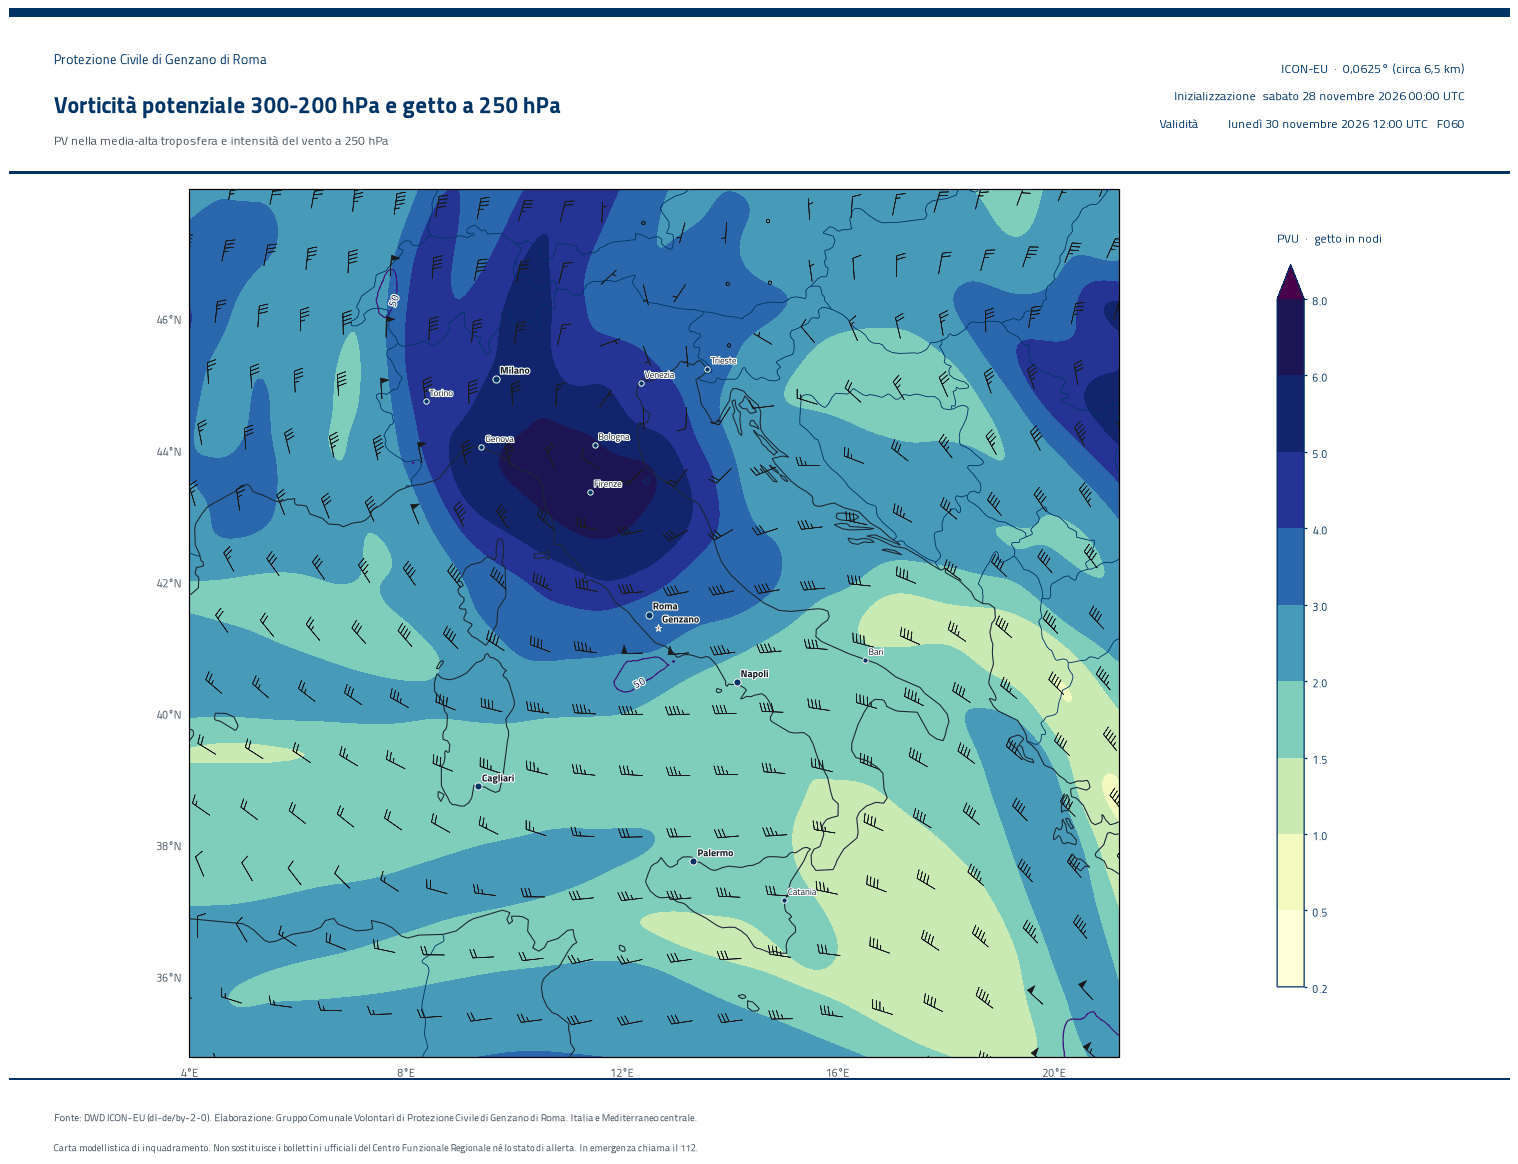 Protezione Civile di Genzano di Roma
Vorticità potenziale 300-200 hPa e getto a 250 hPa
PV nella media-alta troposfera e intensità del vento a 250 hPa
ICON-EU · 0,0625° (circa 6,5 km)
Inizializzazione sabato 28 novembre 2026 00:00 UTC
Validità lunedì 30 novembre 2026 12:00 UTC F060
PVU · getto in nodi
8.0
6.0
5.0
4.0
3.0
2.0
1.5
1.0
0.5
0.2
46°N
44°N
42°N
40°N
38°N
36°N
4°E
8°E
12°E
16°E
20°E
50
Milano
Torino
Venezia
Trieste
Genova
Bologna
Firenze
Roma
Genzano
50
Napoli
Bari
Cagliari
Palermo
Catania
Fonte: DWD ICON-EU (dl-de/by-2-0). Elaborazione: Gruppo Comunale Volontari di Protezione Civile di Genzano di Roma. Italia e Mediterraneo centrale.
Carta modellistica di inquadramento. Non sostituisce i bollettini ufficiali del Centro Funzionale Regionale né lo stato di allerta. In emergenza chiama il 112.